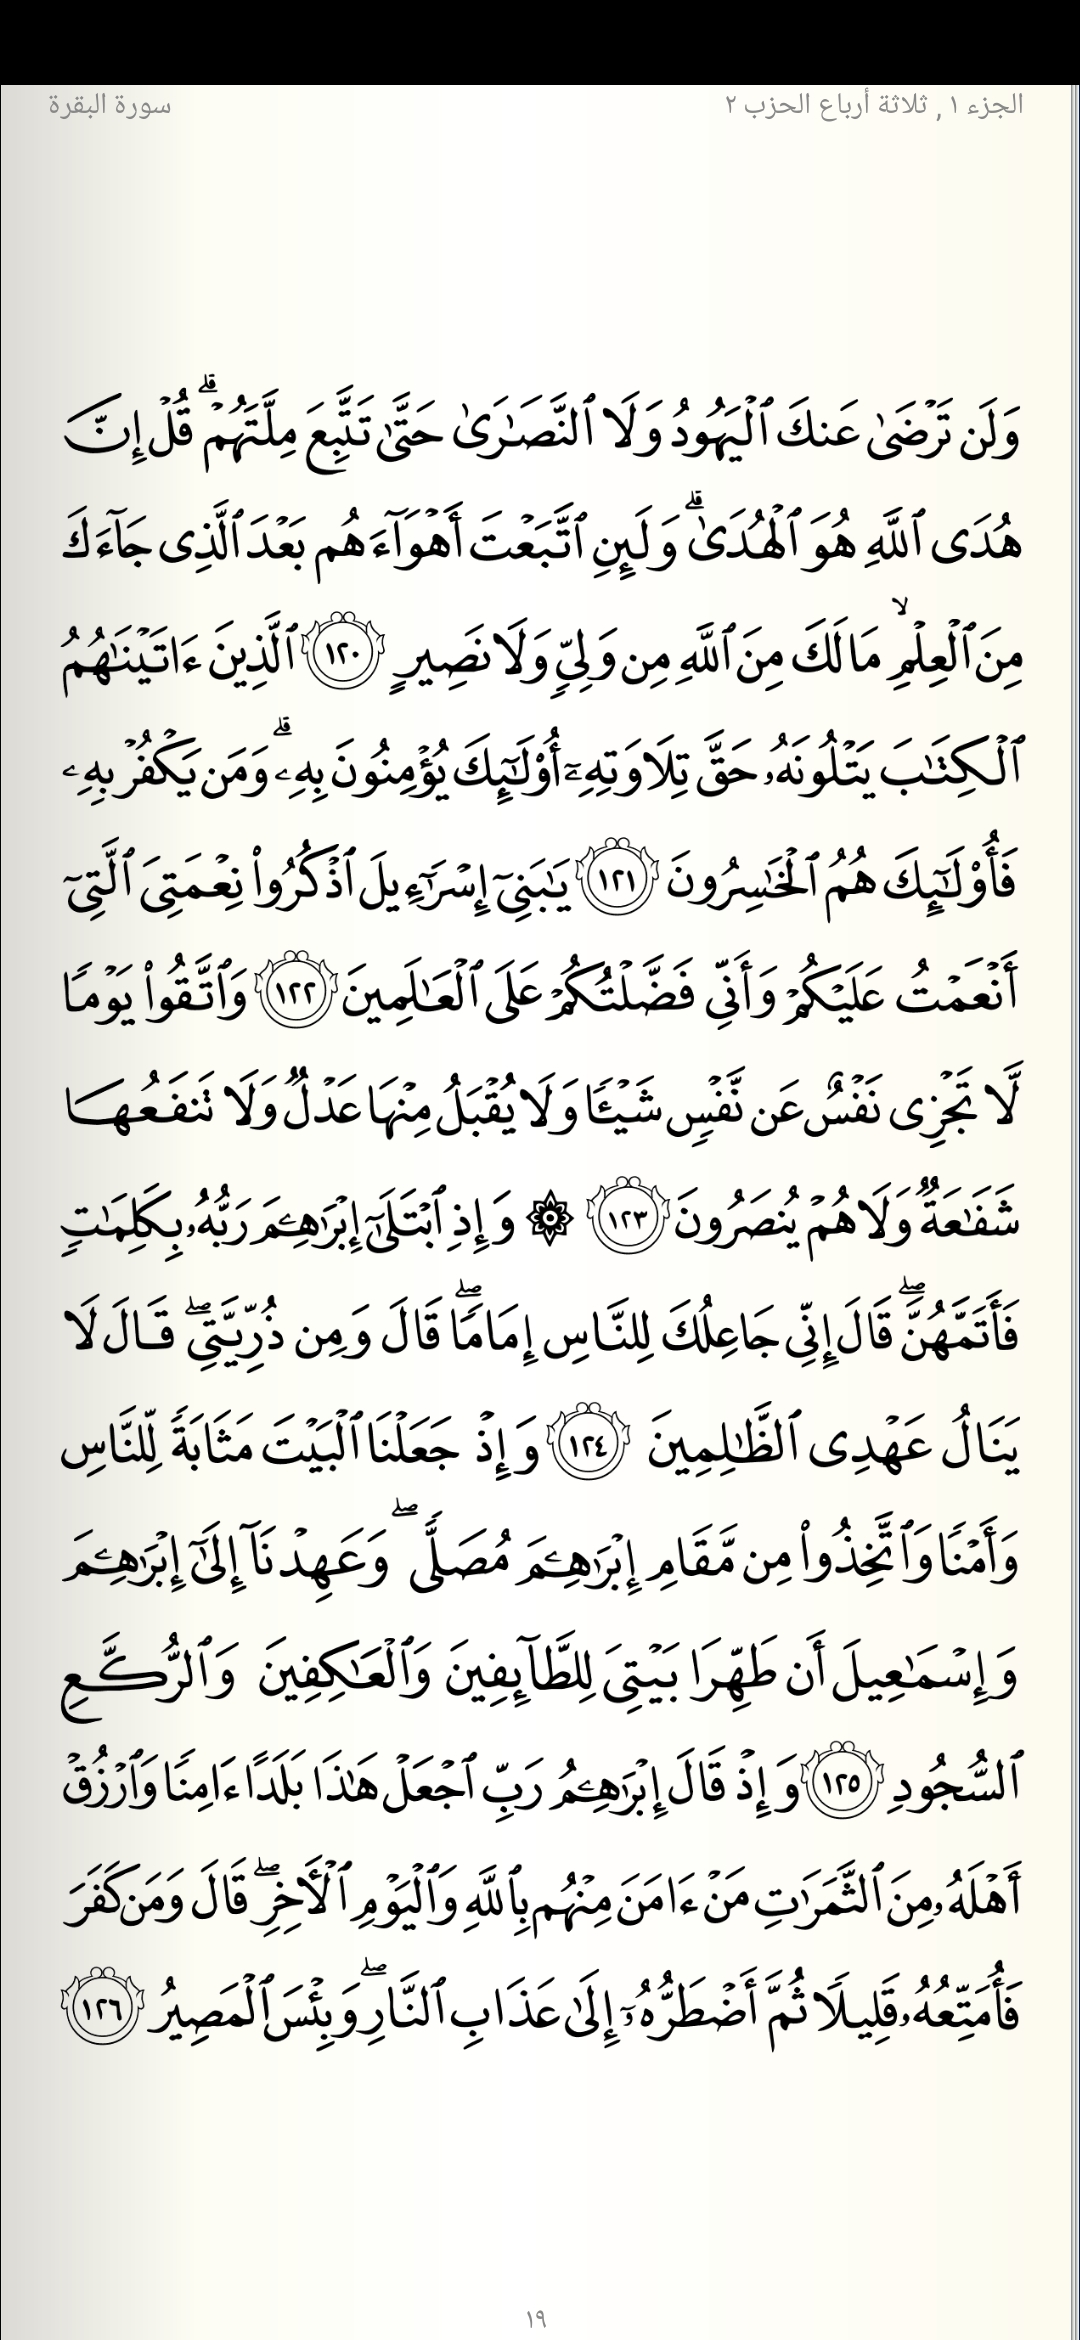 الجزء ١ , ثلاثة أرباع الحزب ٢
سورة البقرة
وَلَن تَرْضَىٰ عَنكَ ٱلْيَهُودُ وَلَا ٱلنَّصَـٰرَىٰ حَتَّىٰ تَتَّبِعَ مِلَّتَهُمْ ۗ قُلْ إِنَّ
هُدَى ٱللَّهِ هُوَ ٱلْهُدَىٰ ۗ وَلَئِنِ ٱتَّبَعْتَ أَهْوَآءَهُم بَعْدَ ٱلَّذِى جَآءَكَ
مِنَ ٱلْعِلْمِ ۙ مَا لَكَ مِنَ ٱللَّهِ مِن وَلِىٍّ وَلَا نَصِيرٍ ١٢٠ ٱلَّذِينَ ءَاتَيْنَـٰهُمُ
ٱلْكِتَـٰبَ يَتْلُونَهُۥ حَقَّ تِلَاوَتِهِۦٓ أُو۟لَـٰٓئِكَ يُؤْمِنُونَ بِهِۦ ۗ وَمَن يَكْفُرْ بِهِۦ
فَأُو۟لَـٰٓئِكَ هُمُ ٱلْخَـٰسِرُونَ ١٢١ يَـٰبَنِىٓ إِسْرَٰٓءِيلَ ٱذْكُرُوا۟ نِعْمَتِىَ ٱلَّتِىٓ
أَنْعَمْتُ عَلَيْكُمْ وَأَنِّى فَضَّلْتُكُمْ عَلَى ٱلْعَـٰلَمِينَ ١٢٢ وَٱتَّقُوا۟ يَوْمًا
لَّا تَجْزِى نَفْسٌ عَن نَّفْسٍ شَيْـًٔا وَلَا يُقْبَلُ مِنْهَا عَدْلٌ وَلَا تَنفَعُهَا
شَفَـٰعَةٌ وَلَا هُمْ يُنصَرُونَ ١٢٣ ۞ وَإِذِ ٱبْتَلَىٰٓ إِبْرَٰهِـۧمَ رَبُّهُۥ بِكَلِمَـٰتٍ
فَأَتَمَّهُنَّ ۖ قَالَ إِنِّى جَاعِلُكَ لِلنَّاسِ إِمَامًا ۖ قَالَ وَمِن ذُرِّيَّتِى ۖ قَالَ لَا
يَنَالُ عَهْدِى ٱلظَّـٰلِمِينَ ١٢٤ وَإِذْ جَعَلْنَا ٱلْبَيْتَ مَثَابَةً لِّلنَّاسِ
وَأَمْنًا وَٱتَّخِذُوا۟ مِن مَّقَامِ إِبْرَٰهِـۧمَ مُصَلًّى ۖ وَعَهِدْنَآ إِلَىٰٓ إِبْرَٰهِـۧمَ
وَإِسْمَـٰعِيلَ أَن طَهِّرَا بَيْتِىَ لِلطَّآئِفِينَ وَٱلْعَـٰكِفِينَ وَٱلرُّكَّعِ
ٱلسُّجُودِ ١٢٥ وَإِذْ قَالَ إِبْرَٰهِـۧمُ رَبِّ ٱجْعَلْ هَـٰذَا بَلَدًا ءَامِنًا وَٱرْزُقْ
أَهْلَهُۥ مِنَ ٱلثَّمَرَٰتِ مَنْ ءَامَنَ مِنْهُم بِٱللَّهِ وَٱلْيَوْمِ ٱلْـَٔاخِرِ ۖ قَالَ وَمَن كَفَرَ
فَأُمَتِّعُهُۥ قَلِيلًا ثُمَّ أَضْطَرُّهُۥٓ إِلَىٰ عَذَابِ ٱلنَّارِ ۖ وَبِئْسَ ٱلْمَصِيرُ ١٢٦
١٩